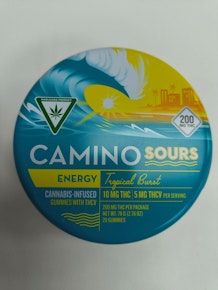 200
MG THC
CAMINO SOURS
ENERGY Tropical Burst
CANNABIS-INFUSED
GUMMIES WITH THCV
10 MG THC | 5 MG THCV PER SERVING
200 MG THC PER PACKAGE
20 GUMMIES